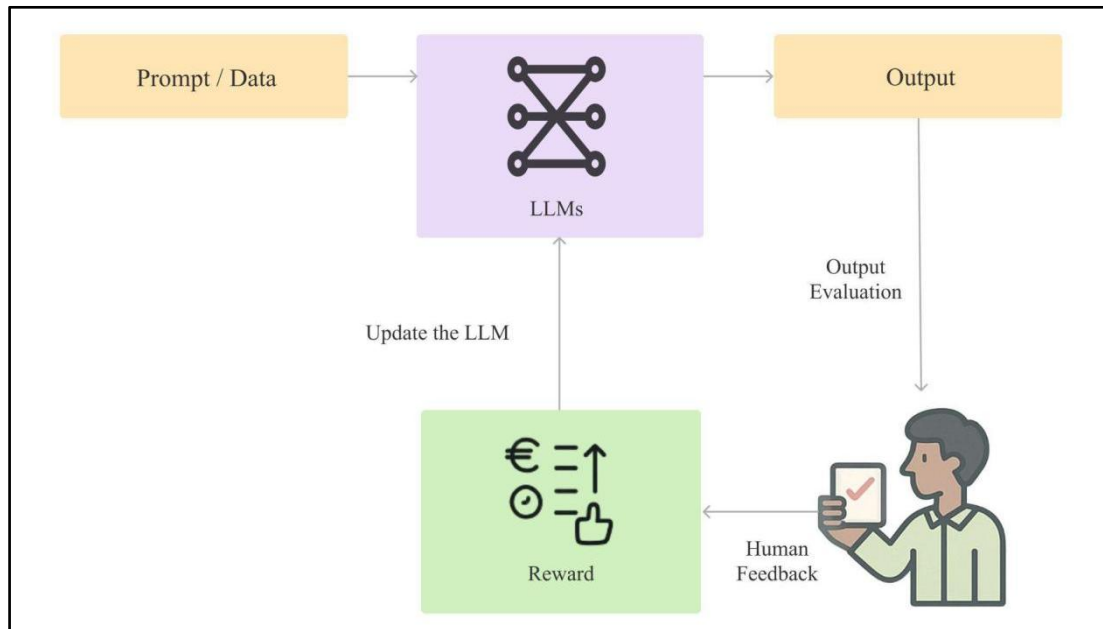 Prompt / Data
LLMs
Output
Output
Evaluation
Update the LLM
Reward
Human
Feedback